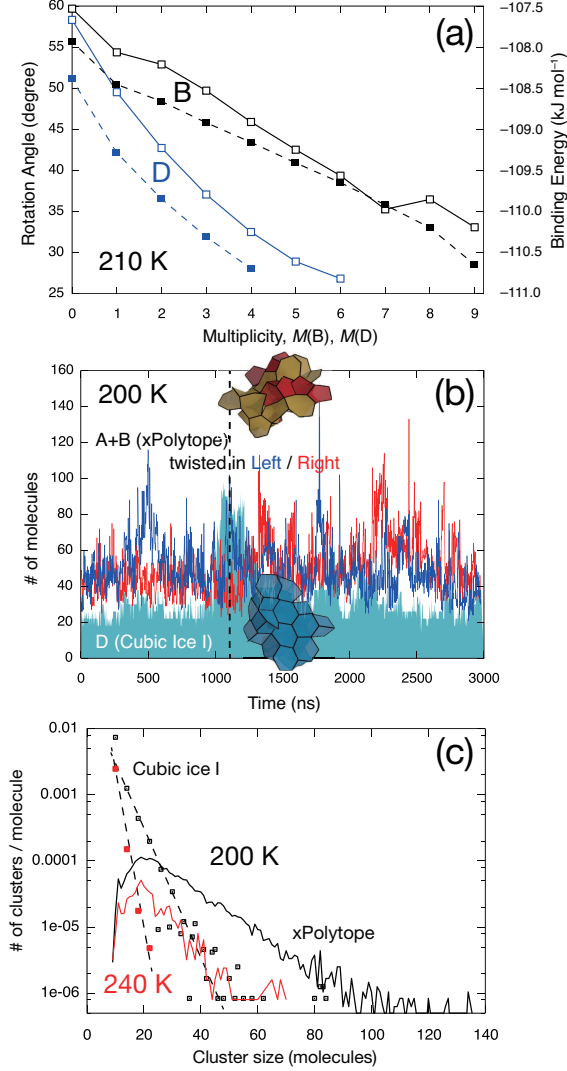 (a)
60
55
50
45
40
35
30
25
Rotation Angle (degree)
−107.5
−108.0
−108.5
−109.0
−109.5
−110.0
−110.5
−111.0
Binding Energy (kJ mol⁻¹)
B
D
210 K
0 1 2 3 4 5 6 7 8 9
Multiplicity, M(B), M(D)
(b)
160
140
120
100
80
60
40
20
0
# of molecules
200 K
A+B (xPolytope)
twisted in Left / Right
D (Cubic Ice I)
0 500 1000 1500 2000 2500 3000
Time (ns)
(c)
0.01
0.001
0.0001
1e-05
1e-06
# of clusters / molecule
Cubic ice I
200 K
xPolytope
240 K
0 20 40 60 80 100 120 140
Cluster size (molecules)